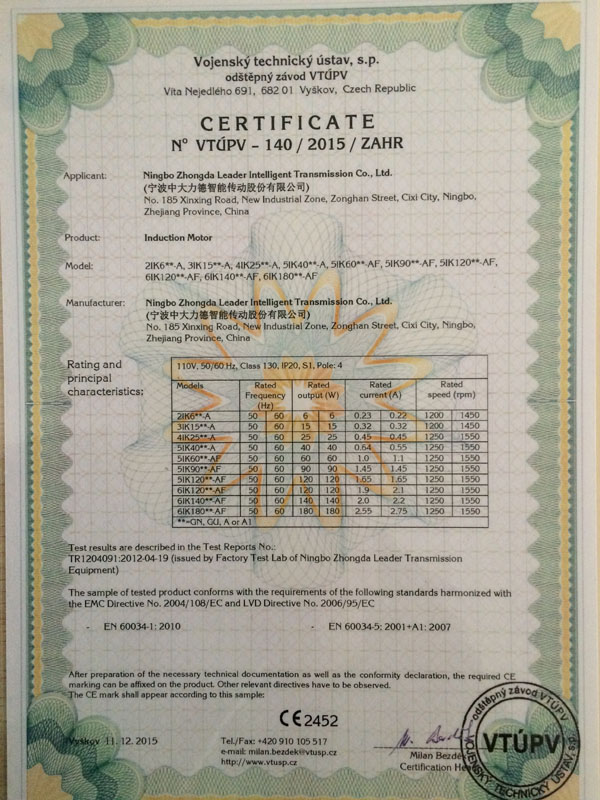 Vojenský technický ústav, s.p.
odštěpný závod VTÚPV
Víta Nejedlého 691, 682 01 Vyškov, Czech Republic
CERTIFICATE
Nº VTÚPV – 140 / 2015 / ZAHR
Applicant: Ningbo Zhongda Leader Intelligent Transmission Co., Ltd.
(宁波中大力德智能传动股份有限公司)
No. 185 Xinxing Road, New Industrial Zone, Zonghan Street, Cixi City, Ningbo,
Zhejiang Province, China
Product: Induction Motor
Model: 2IK6**-A, 3IK15**-A, 4IK25**-A, 5IK40**-A, 5IK60**-AF, 5IK90**-AF, 5IK120**-AF,
6IK120**-AF, 6IK140**-AF, 6IK180**-AF
Manufacturer: Ningbo Zhongda Leader Intelligent Transmission Co., Ltd.
(宁波中大力德智能传动股份有限公司)
No. 185 Xinxing Road, New Industrial Zone, Zonghan Street, Cixi City, Ningbo,
Zhejiang Province, China
Rating and
principal
characteristics:
110V, 50/60 Hz, Class 130, IP20, S1, Pole: 4
Models Rated Frequency (Hz) Rated output (W) Rated current (A) Rated speed (rpm)
2IK6**-A 50 60 6 6 0.23 0.22 1200 1450
3IK15**-A 50 60 15 15 0.32 0.32 1200 1450
4IK25**-A 50 60 25 25 0.45 0.45 1250 1550
5IK40**-A 50 60 40 40 0.64 0.55 1250 1550
5IK60**-AF 50 60 60 60 1.0 1.1 1250 1550
5IK90**-AF 50 60 90 90 1.45 1.45 1250 1550
5IK120**-AF 50 60 120 120 1.65 1.65 1250 1550
6IK120**-AF 50 60 120 120 1.9 2.1 1250 1550
6IK140**-AF 50 60 140 140 2.0 2.2 1250 1550
6IK180**-AF 50 60 180 180 2.55 2.75 1250 1550
**=GN, GU, A or A1
Test results are described in the Test Reports No.:
TR1204091:2012-04-19 (issued by Factory Test Lab of Ningbo Zhongda Leader Transmission
Equipment)
The sample of tested product conforms with the requirements of the following standards harmonized with
the EMC Directive No. 2004/108/EC and LVD Directive No. 2006/95/EC
- EN 60034-1: 2010 - EN 60034-5: 2001+A1: 2007
After preparation of the necessary technical documentation as well as the conformity declaration, the required CE
marking can be affixed on the product. Other relevant directives have to be observed.
The CE mark shall appear according to this sample:
CE 2452
Vyškov 11. 12. 2015
Tel./Fax: +420 910 105 517
e-mail: milan.bezdek@vtusp.cz
http://www.vtusp.cz
Milan Bezdě
Certification He
odštěpný závod VTÚPV
VTÚPV
VOJENSKÝ TECHNICKÝ ÚSTAV, s.p.